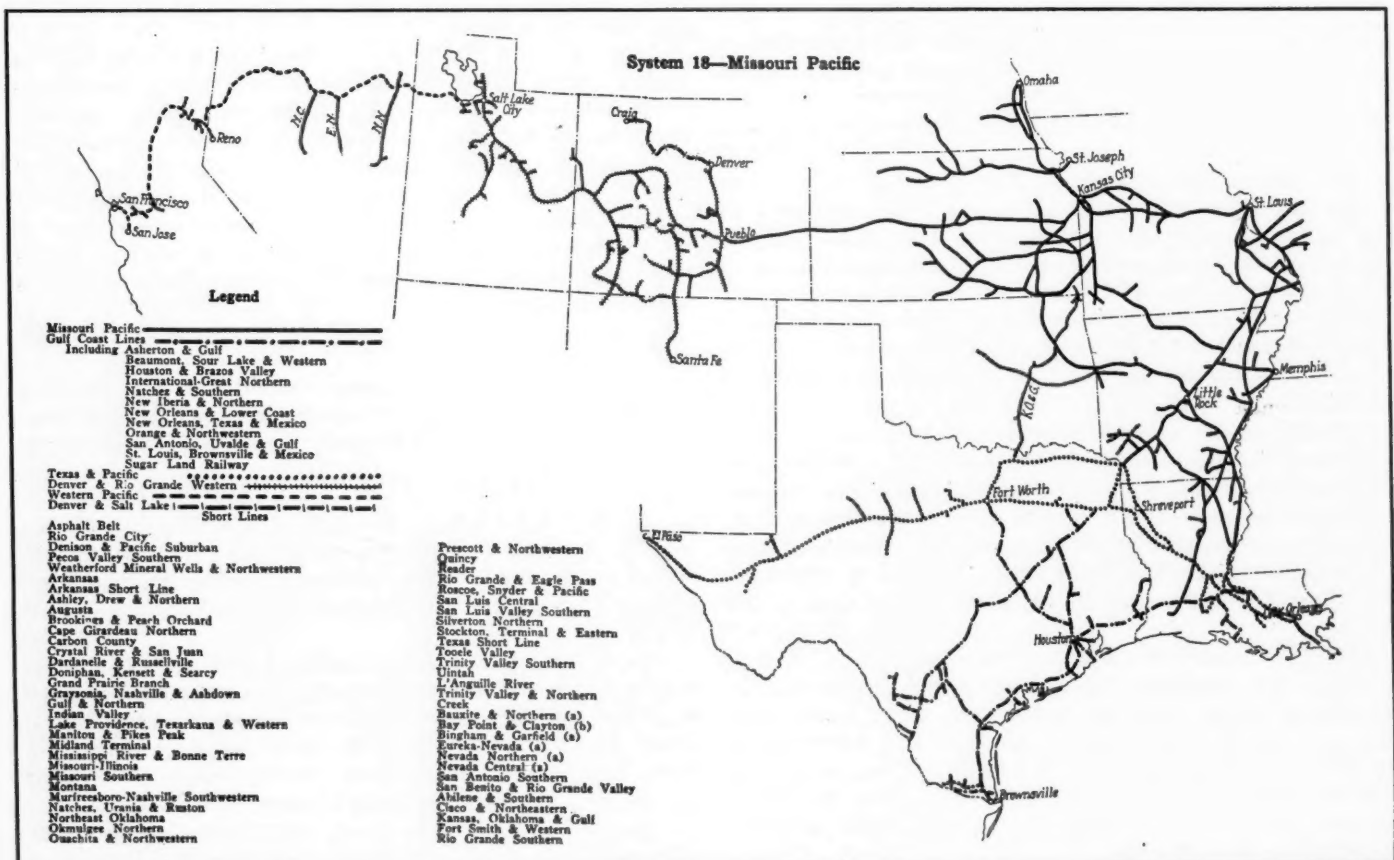 System 18—Missouri Pacific
Omaha
Salt Lake
City
Craig
Reno
N.C.
E.N.
N.N.
Denver
St. Joseph
Kansas City
St. Louis
San Francisco
San Jose
Pueblo
Legend
Missouri Pacific
Gulf Coast Lines
Including Asherton & Gulf
Beaumont, Sour Lake & Western
Houston & Brazos Valley
International-Great Northern
Natchez & Southern
New Iberia & Northern
New Orleans & Lower Coast
New Orleans, Texas & Mexico
Orange & Northwestern
San Antonio, Uvalde & Gulf
St. Louis, Brownsville & Mexico
Sugar Land Railway
Texas & Pacific
Denver & Rio Grande Western
Western Pacific
Denver & Salt Lake
Short Lines
Santa Fe
Memphis
Little
Rock
K.O.& G.
Fort Worth
Shreveport
El Paso
New Orleans
Houston
Brownsville
Asphalt Belt
Rio Grande City
Denison & Pacific Suburban
Pecos Valley Southern
Weatherford Mineral Wells & Northwestern
Arkansas
Arkansas Short Line
Ashley, Drew & Northern
Augusta
Brookings & Peach Orchard
Cape Girardeau Northern
Carbon County
Crystal River & San Juan
Dardanelle & Russellville
Doniphan, Kensett & Searcy
Grand Prairie Branch
Graysonia, Nashville & Ashdown
Gulf & Northern
Indian Valley
Lake Providence, Texarkana & Western
Manitou & Pikes Peak
Midland Terminal
Mississippi River & Bonne Terre
Missouri-Illinois
Missouri Southern
Montana
Murfreesboro-Nashville Southwestern
Natchez, Urania & Ruston
Northeast Oklahoma
Okmulgee Northern
Ouachita & Northwestern
Prescott & Northwestern
Quincy
Reader
Rio Grande & Eagle Pass
Roscoe, Snyder & Pacific
San Luis Central
San Luis Valley Southern
Silverton Northern
Stockton, Terminal & Eastern
Texas Short Line
Tooele Valley
Trinity Valley Southern
Uintah
L'Anguille River
Trinity Valley & Northern
Creek
Bauxite & Northern (a)
Bay Point & Clayton (b)
Bingham & Garfield (a)
Eureka-Nevada (a)
Nevada Northern (a)
Nevada Central (a)
San Antonio Southern
San Benito & Rio Grande Valley
Abilene & Southern
Cisco & Northeastern
Kansas, Oklahoma & Gulf
Fort Smith & Western
Rio Grande Southern